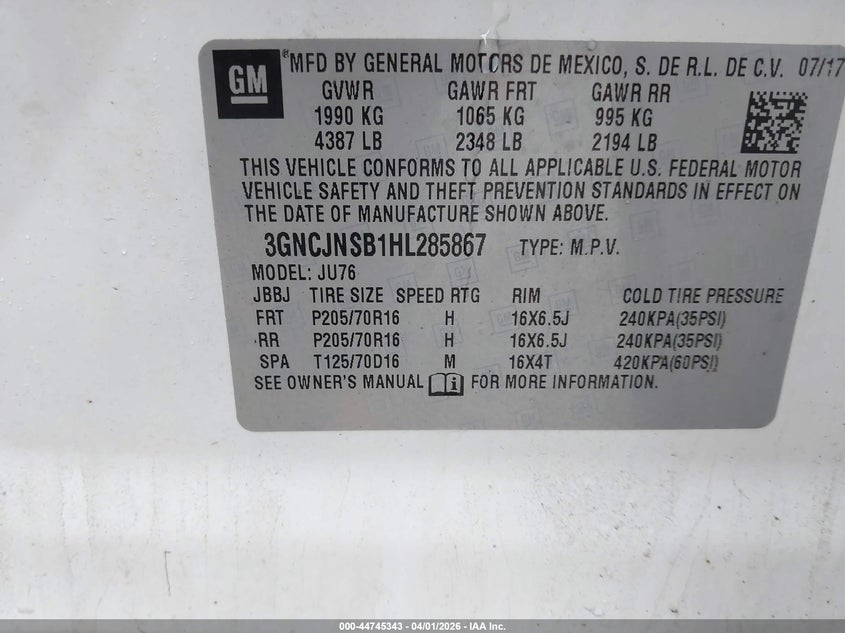 GM ® MFD BY GENERAL MOTORS DE MEXICO, S. DE R.L. DE C.V. 07/17
GVWR GAWR FRT GAWR RR
1990 KG 1065 KG 995 KG
4387 LB 2348 LB 2194 LB
THIS VEHICLE CONFORMS TO ALL APPLICABLE U.S. FEDERAL MOTOR
VEHICLE SAFETY AND THEFT PREVENTION STANDARDS IN EFFECT ON
THE DATE OF MANUFACTURE SHOWN ABOVE.
3GNCJNSB1HL285867 TYPE: M.P.V.
MODEL: JU76
JBBJ TIRE SIZE SPEED RTG RIM COLD TIRE PRESSURE
FRT P205/70R16 H 16X6.5J 240KPA(35PSI)
RR P205/70R16 H 16X6.5J 240KPA(35PSI)
SPA T125/70D16 M 16X4T 420KPA(60PSI)
SEE OWNER'S MANUAL FOR MORE INFORMATION.
000-44745343 | 04/01/2026 | IAA Inc.